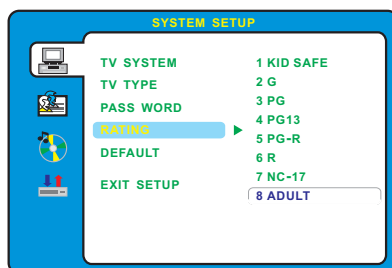 SYSTEM SETUP
TV SYSTEM
TV TYPE
PASS WORD
RATING
DEFAULT
EXIT SETUP
1 KID SAFE
2 G
3 PG
4 PG13
5 PG-R
6 R
7 NC-17
8 ADULT